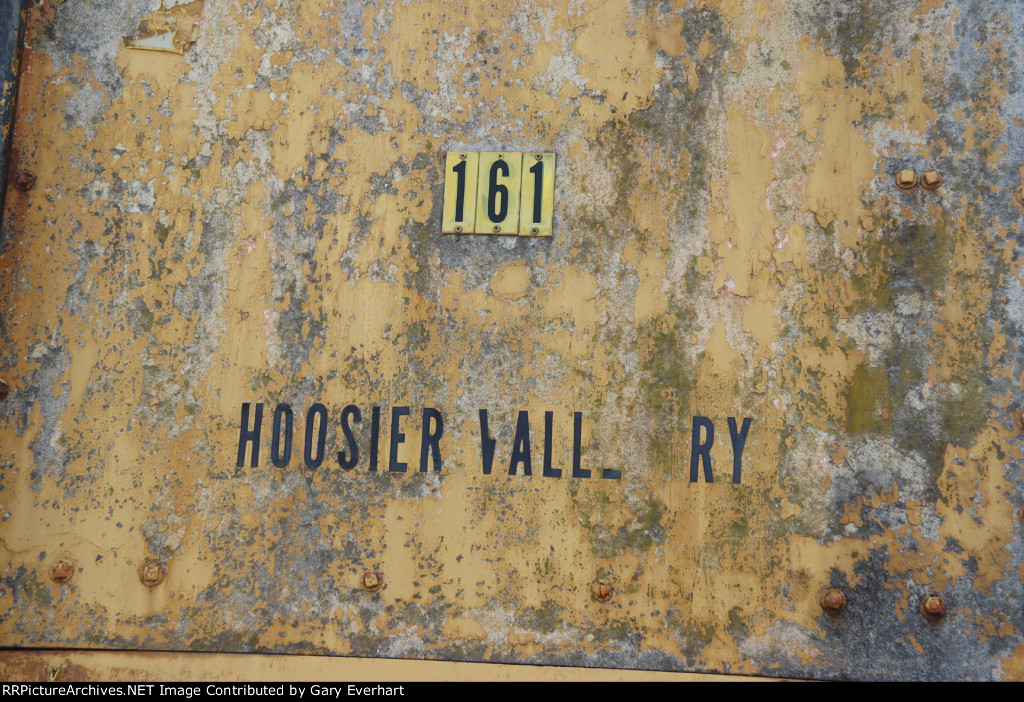 161
HOOSIER VALL RY
RRPictureArchives.NET Image Contributed by Gary Everhart